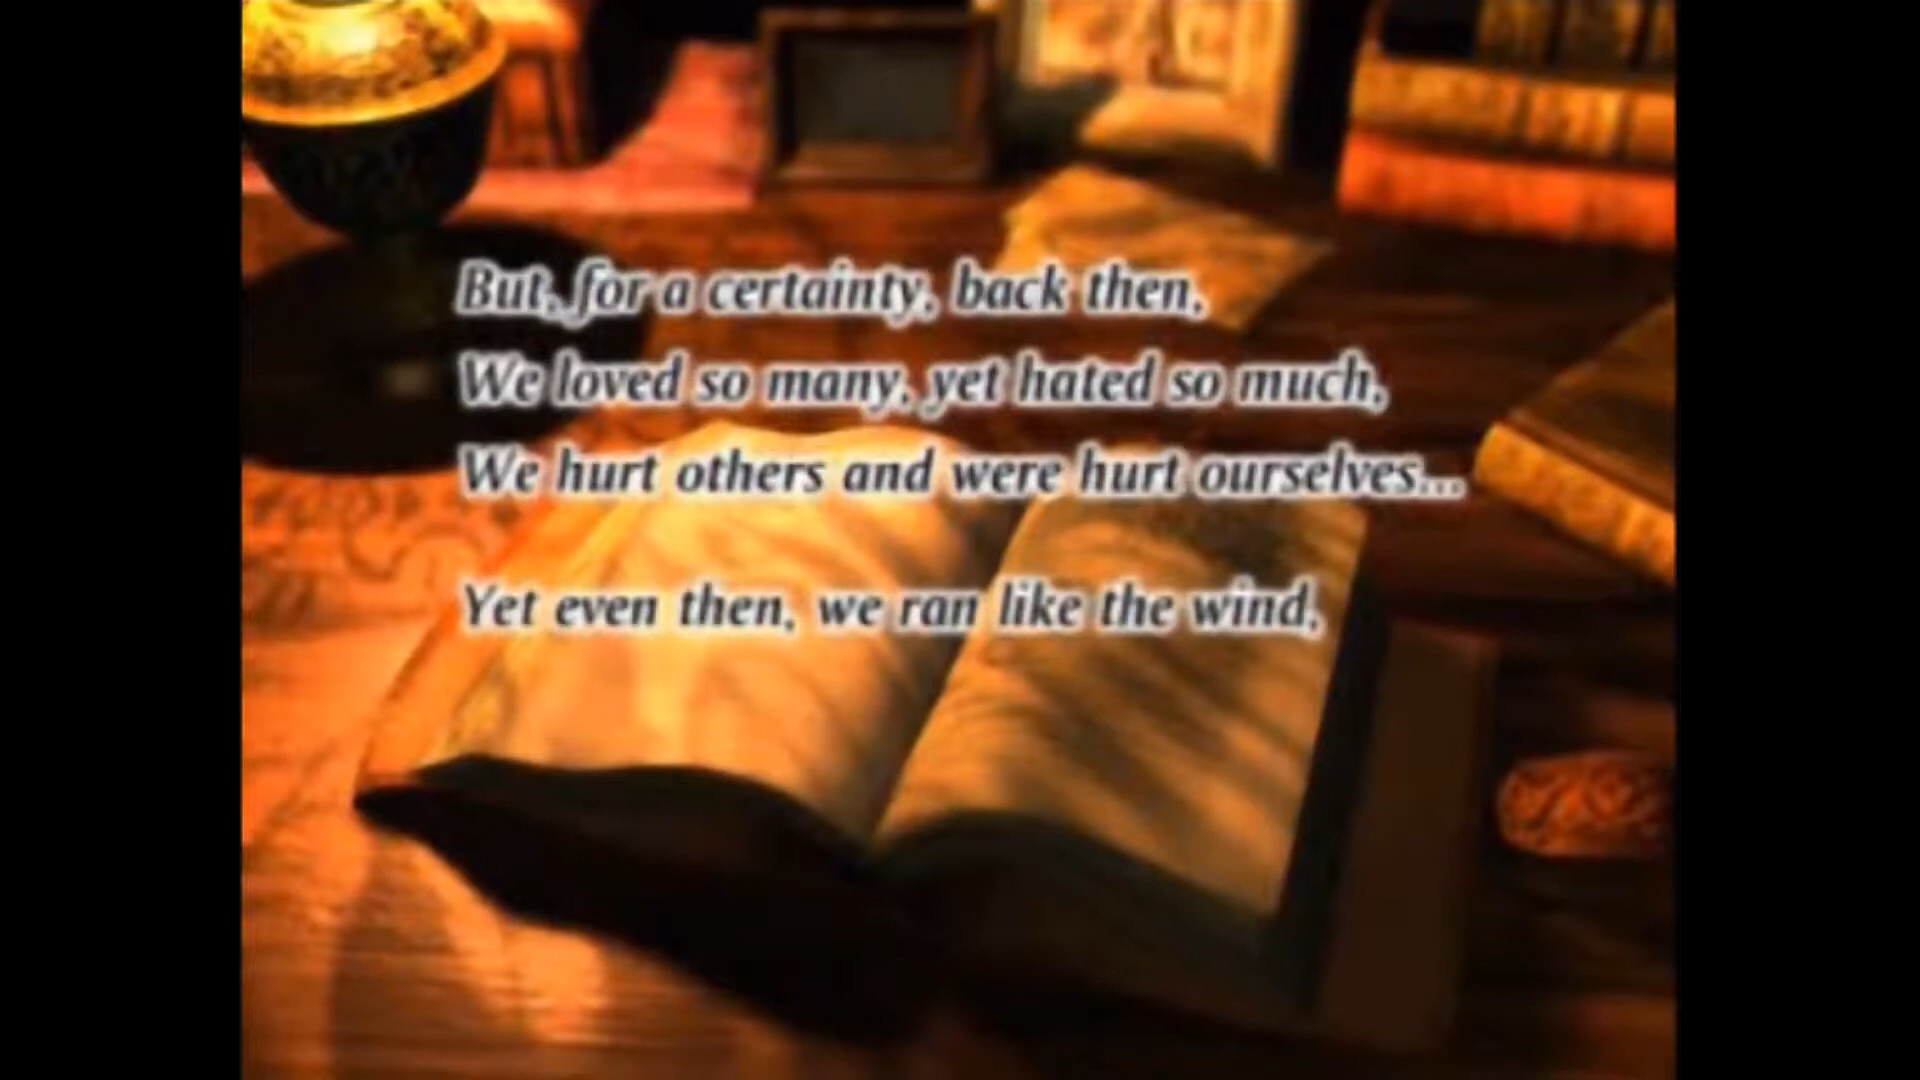 But, for a certainty, back then,
We loved so many, yet hated so much,
We hurt others and were hurt ourselves...
Yet even then, we ran like the wind,